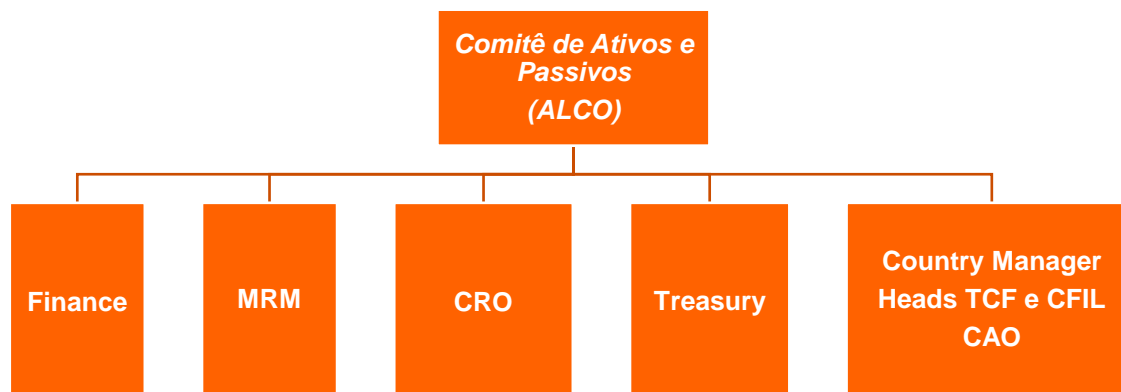 Comitê de Ativos e
Passivos
(ALCO)
Finance
MRM
CRO
Treasury
Country Manager
Heads TCF e CFIL
CAO